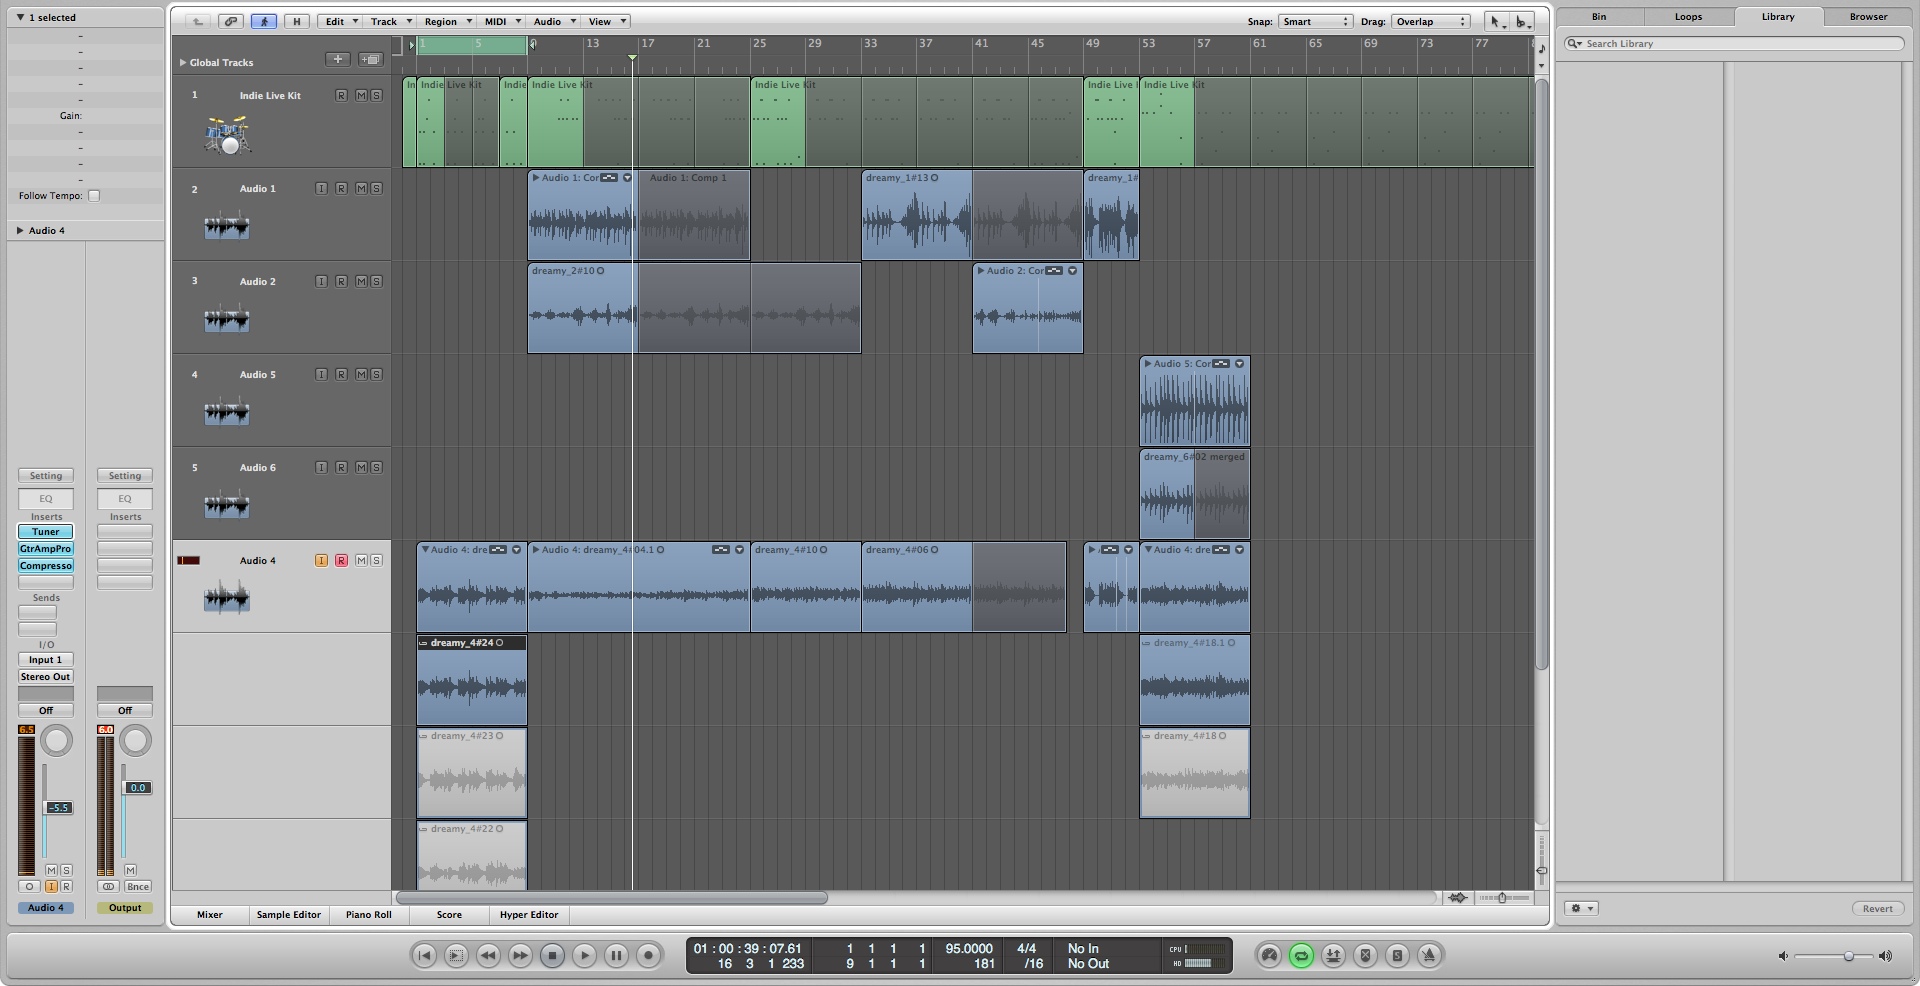 1 selected
Edit Track Region MIDI Audio View
Snap: Smart Drag: Overlap
Bin Loops Library Browser
Search Library
Global Tracks
1 5 9 13 17 21 25 29 33 37 41 45 49 53 57 61 65 69 73 77
Gain:
Follow Tempo:
Audio 4
1 Indie Live Kit R M S
In Indie Live Kit Indie Indie Live Kit Indie Live Kit Indie Live Indie Live Kit
2 Audio 1 I R M S
Audio 1: Cor Audio 1: Comp 1 dreamy_1#13 dreamy_1#
3 Audio 2 I R M S
dreamy_2#10 Audio 2: Cor
4 Audio 5 I R M S
Audio 5: Cor
5 Audio 6 I R M S
dreamy_6#02 merged
Audio 4 I R M S
Audio 4: dre Audio 4: dreamy_4#04.1 dreamy_4#10 dreamy_4#06 Audio 4: dre
dreamy_4#24 dreamy_4#18.1
dreamy_4#23 dreamy_4#18
dreamy_4#22
Setting Setting
EQ EQ
Inserts Inserts
Tuner
GtrAmpPro
Compresso
Sends
I/O
Input 1
Stereo Out
Off Off
6.5 6.0
-5.5 0.0
M S M
I R Bnce
Audio 4 Output
Mixer Sample Editor Piano Roll Score Hyper Editor
Revert
01 : 00 : 39 : 07.61 1 1 1 1 95.0000 4/4 No In CPU
16 3 1 233 9 1 1 1 181 /16 No Out HD